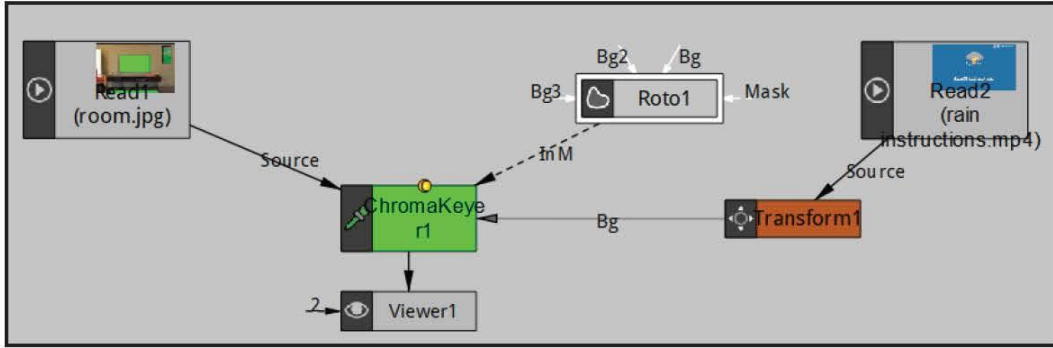 Read1
(room.jpg)
Bg2
Bg
Bg3
Roto1
Mask
Read2
(rain
instructions.mp4)
Source
InM
Source
ChromaKeye
r1
Bg
Transform1
2
Viewer1